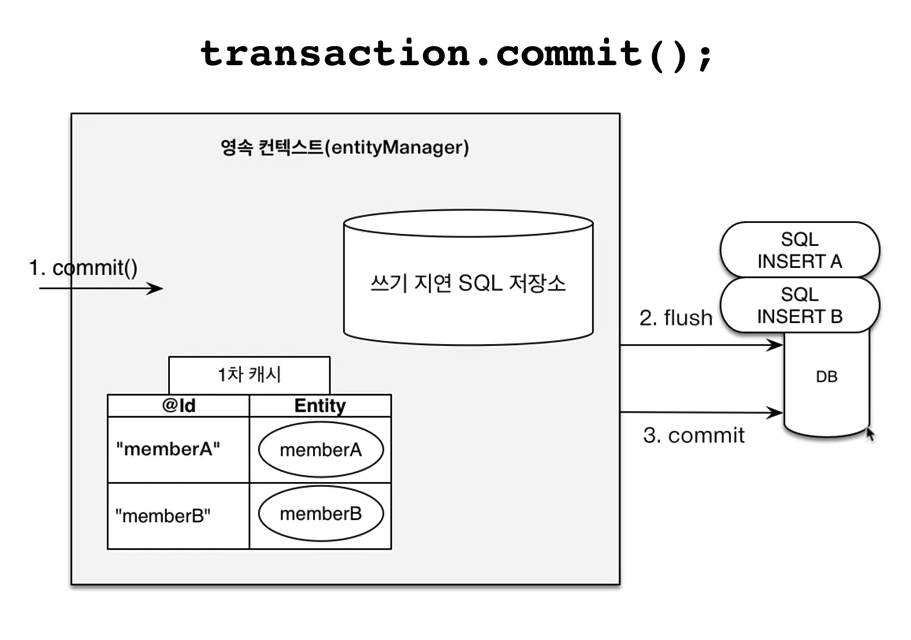 transaction.commit();
영속 컨텍스트(entityManager)
1. commit()
쓰기 지연 SQL 저장소
SQL
INSERT A
SQL
INSERT B
2. flush
DB
3. commit
1차 캐시
@Id Entity
"memberA" memberA
"memberB" memberB